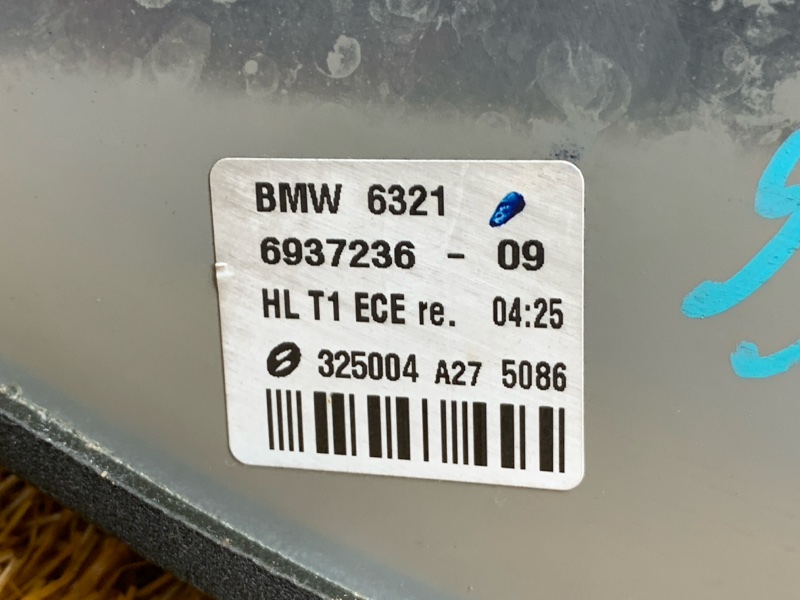 BMW 6321
6937236 - 09
HL T1 ECE re. 04:25
325004 A27 5086